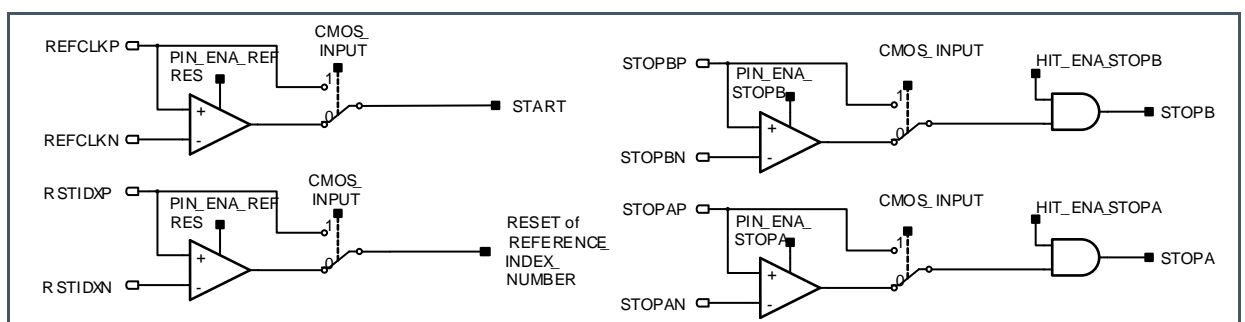 REFCLKP
PIN_ENA_REF
RES
CMOS_
INPUT
1
0
+
-
REFCLKN
START
RSTIDXP
PIN_ENA_REF
RES
CMOS_
INPUT
1
0
+
-
RSTIDXN
RESET of
REFERENCE_
INDEX_
NUMBER
STOPBP
PIN_ENA_
STOPB
CMOS_INPUT
1
0
+
-
STOPBN
HIT_ENA_STOPB
STOPB
STOPAP
PIN_ENA_
STOPA
CMOS_INPUT
1
0
+
-
STOPAN
HIT_ENA_STOPA
STOPA